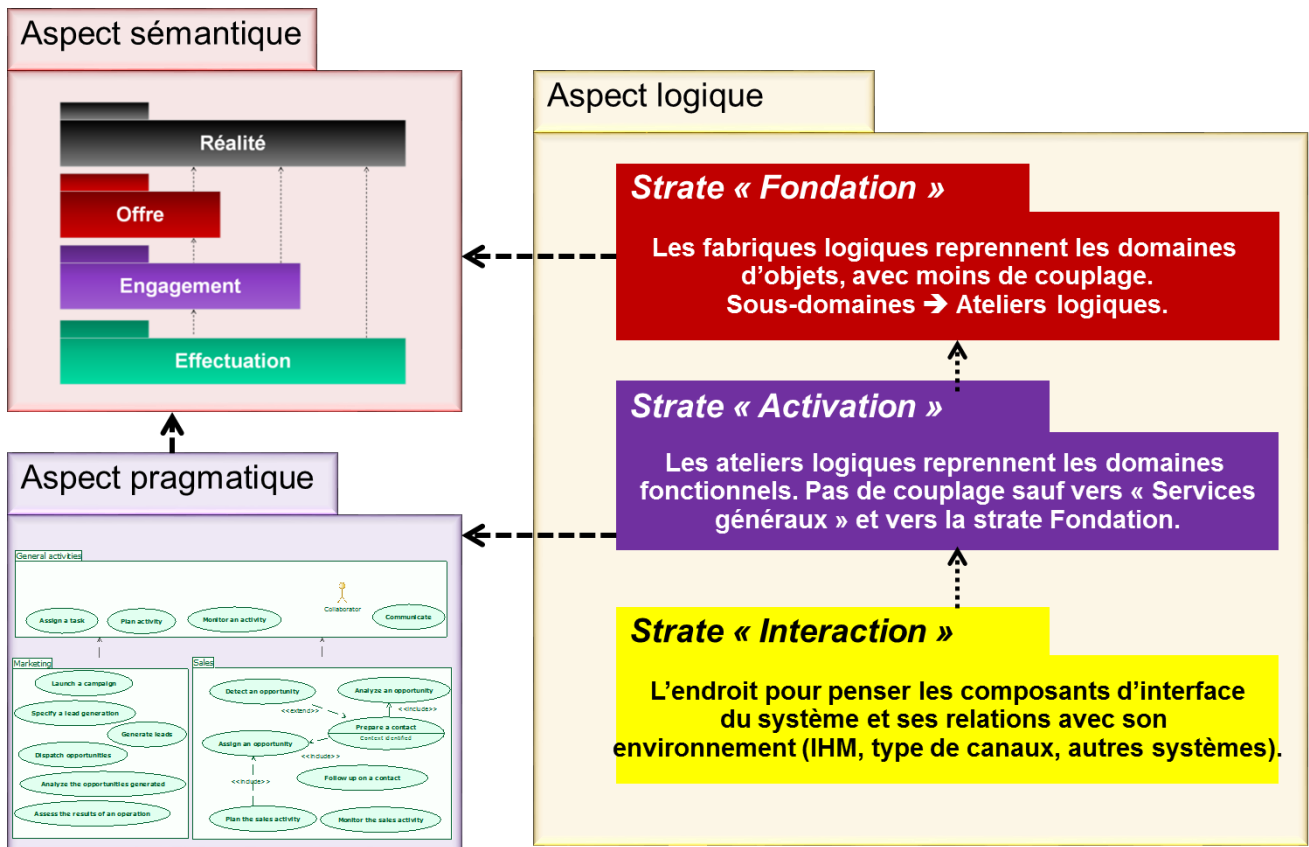 Aspect sémantique
Réalité
Offre
Engagement
Effectuation
Aspect pragmatique
General activities
Collaborator
Assign a task
Plan activity
Monitor an activity
Communicate
Marketing
Launch a campaign
Specify a lead generation
Generate leads
Dispatch opportunities
Analyze the opportunities generated
Assess the results of an operation
Sales
Detect an opportunity
Analyze an opportunity
<<extend>>
<<include>>
Prepare a contact
Context identified
Assign an opportunity
<<include>>
Follow up on a contact
<<include>>
Plan the sales activity
Monitor the sales activity
Aspect logique
Strate « Fondation »
Les fabriques logiques reprennent les domaines
d’objets, avec moins de couplage.
Sous-domaines ➔ Ateliers logiques.
Strate « Activation »
Les ateliers logiques reprennent les domaines
fonctionnels. Pas de couplage sauf vers « Services
généraux » et vers la strate Fondation.
Strate « Interaction »
L’endroit pour penser les composants d’interface
du système et ses relations avec son
environnement (IHM, type de canaux, autres systèmes).